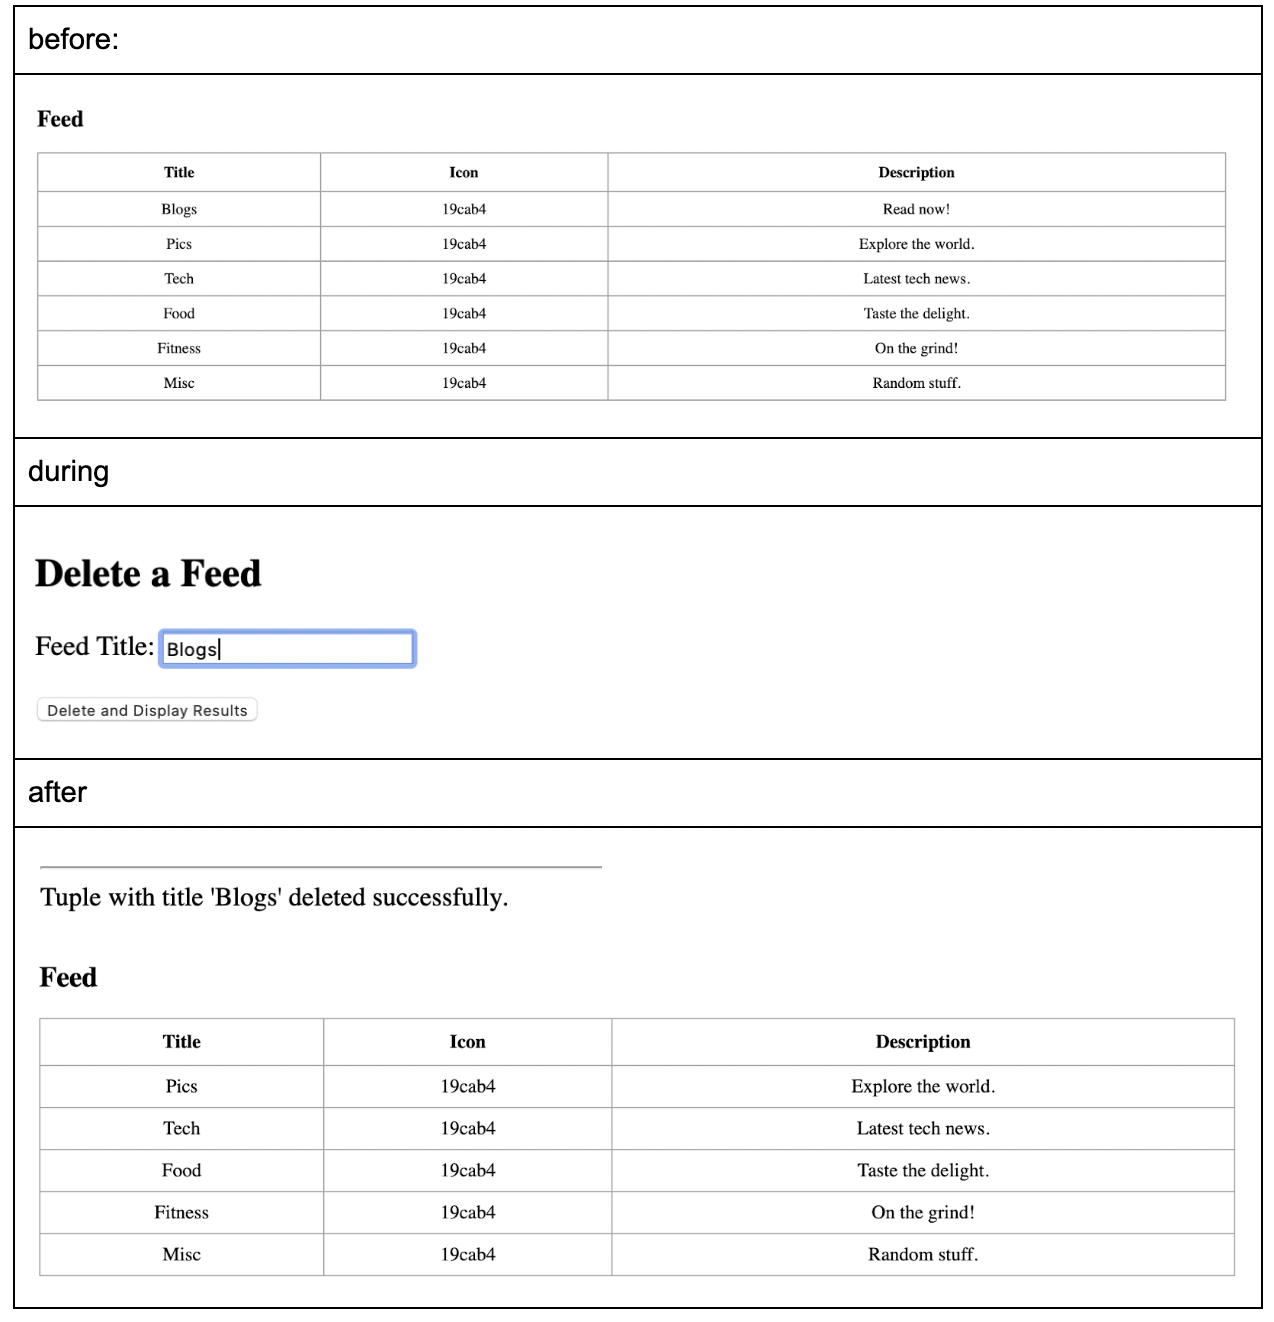 before:
Feed
Title Icon Description
Blogs 19cab4 Read now!
Pics 19cab4 Explore the world.
Tech 19cab4 Latest tech news.
Food 19cab4 Taste the delight.
Fitness 19cab4 On the grind!
Misc 19cab4 Random stuff.
during
Delete a Feed
Feed Title: Blogs
Delete and Display Results
after
Tuple with title 'Blogs' deleted successfully.
Feed
Title Icon Description
Pics 19cab4 Explore the world.
Tech 19cab4 Latest tech news.
Food 19cab4 Taste the delight.
Fitness 19cab4 On the grind!
Misc 19cab4 Random stuff.